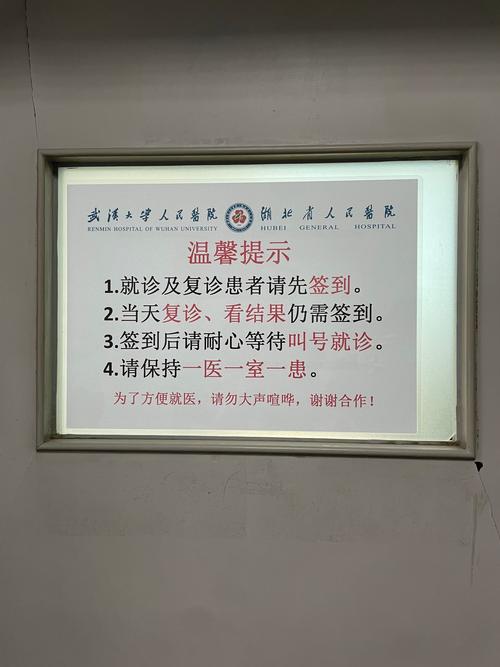 武漢大学人民醫院 湖北省人民醫院
RENMIN HOSPITAL OF WUHAN UNIVERSITY HUBEI GENERAL HOSPITAL
温馨提示
1.就诊及复诊患者请先签到。
2.当天复诊、看结果仍需签到。
3.签到后请耐心等待叫号就诊。
4.请保持一医一室一患。
为了方便就医，请勿大声喧哗，谢谢合作！